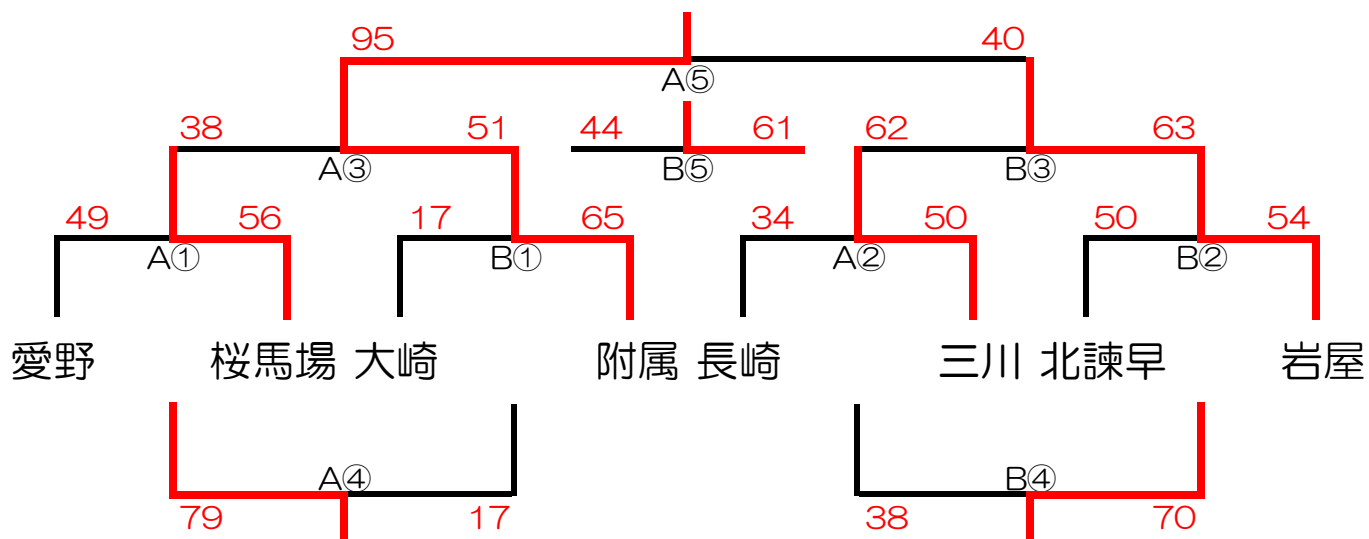 95 40
A⑤
38 51 44 61 62 63
A③ B⑤ B③
49 56 17 65 34 50 50 54
A① B① A② B②
愛野 桜馬場 大崎 附属 長崎 三川 北諫早 岩屋
A④ B④
79 17 38 70